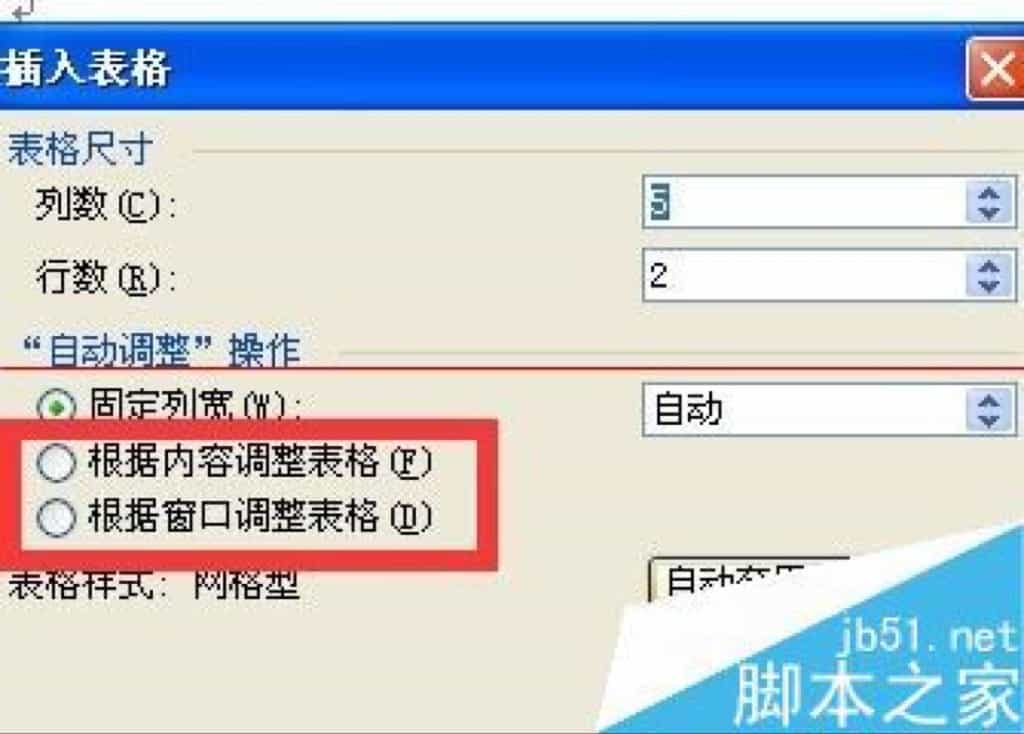 插入表格
表格尺寸
列数(C):
5
行数(R):
2
“自动调整”操作
固定列宽(W):
自动
根据内容调整表格(F)
根据窗口调整表格(D)
表格样式: 网格型
自动套用
jb51.net
脚本之家